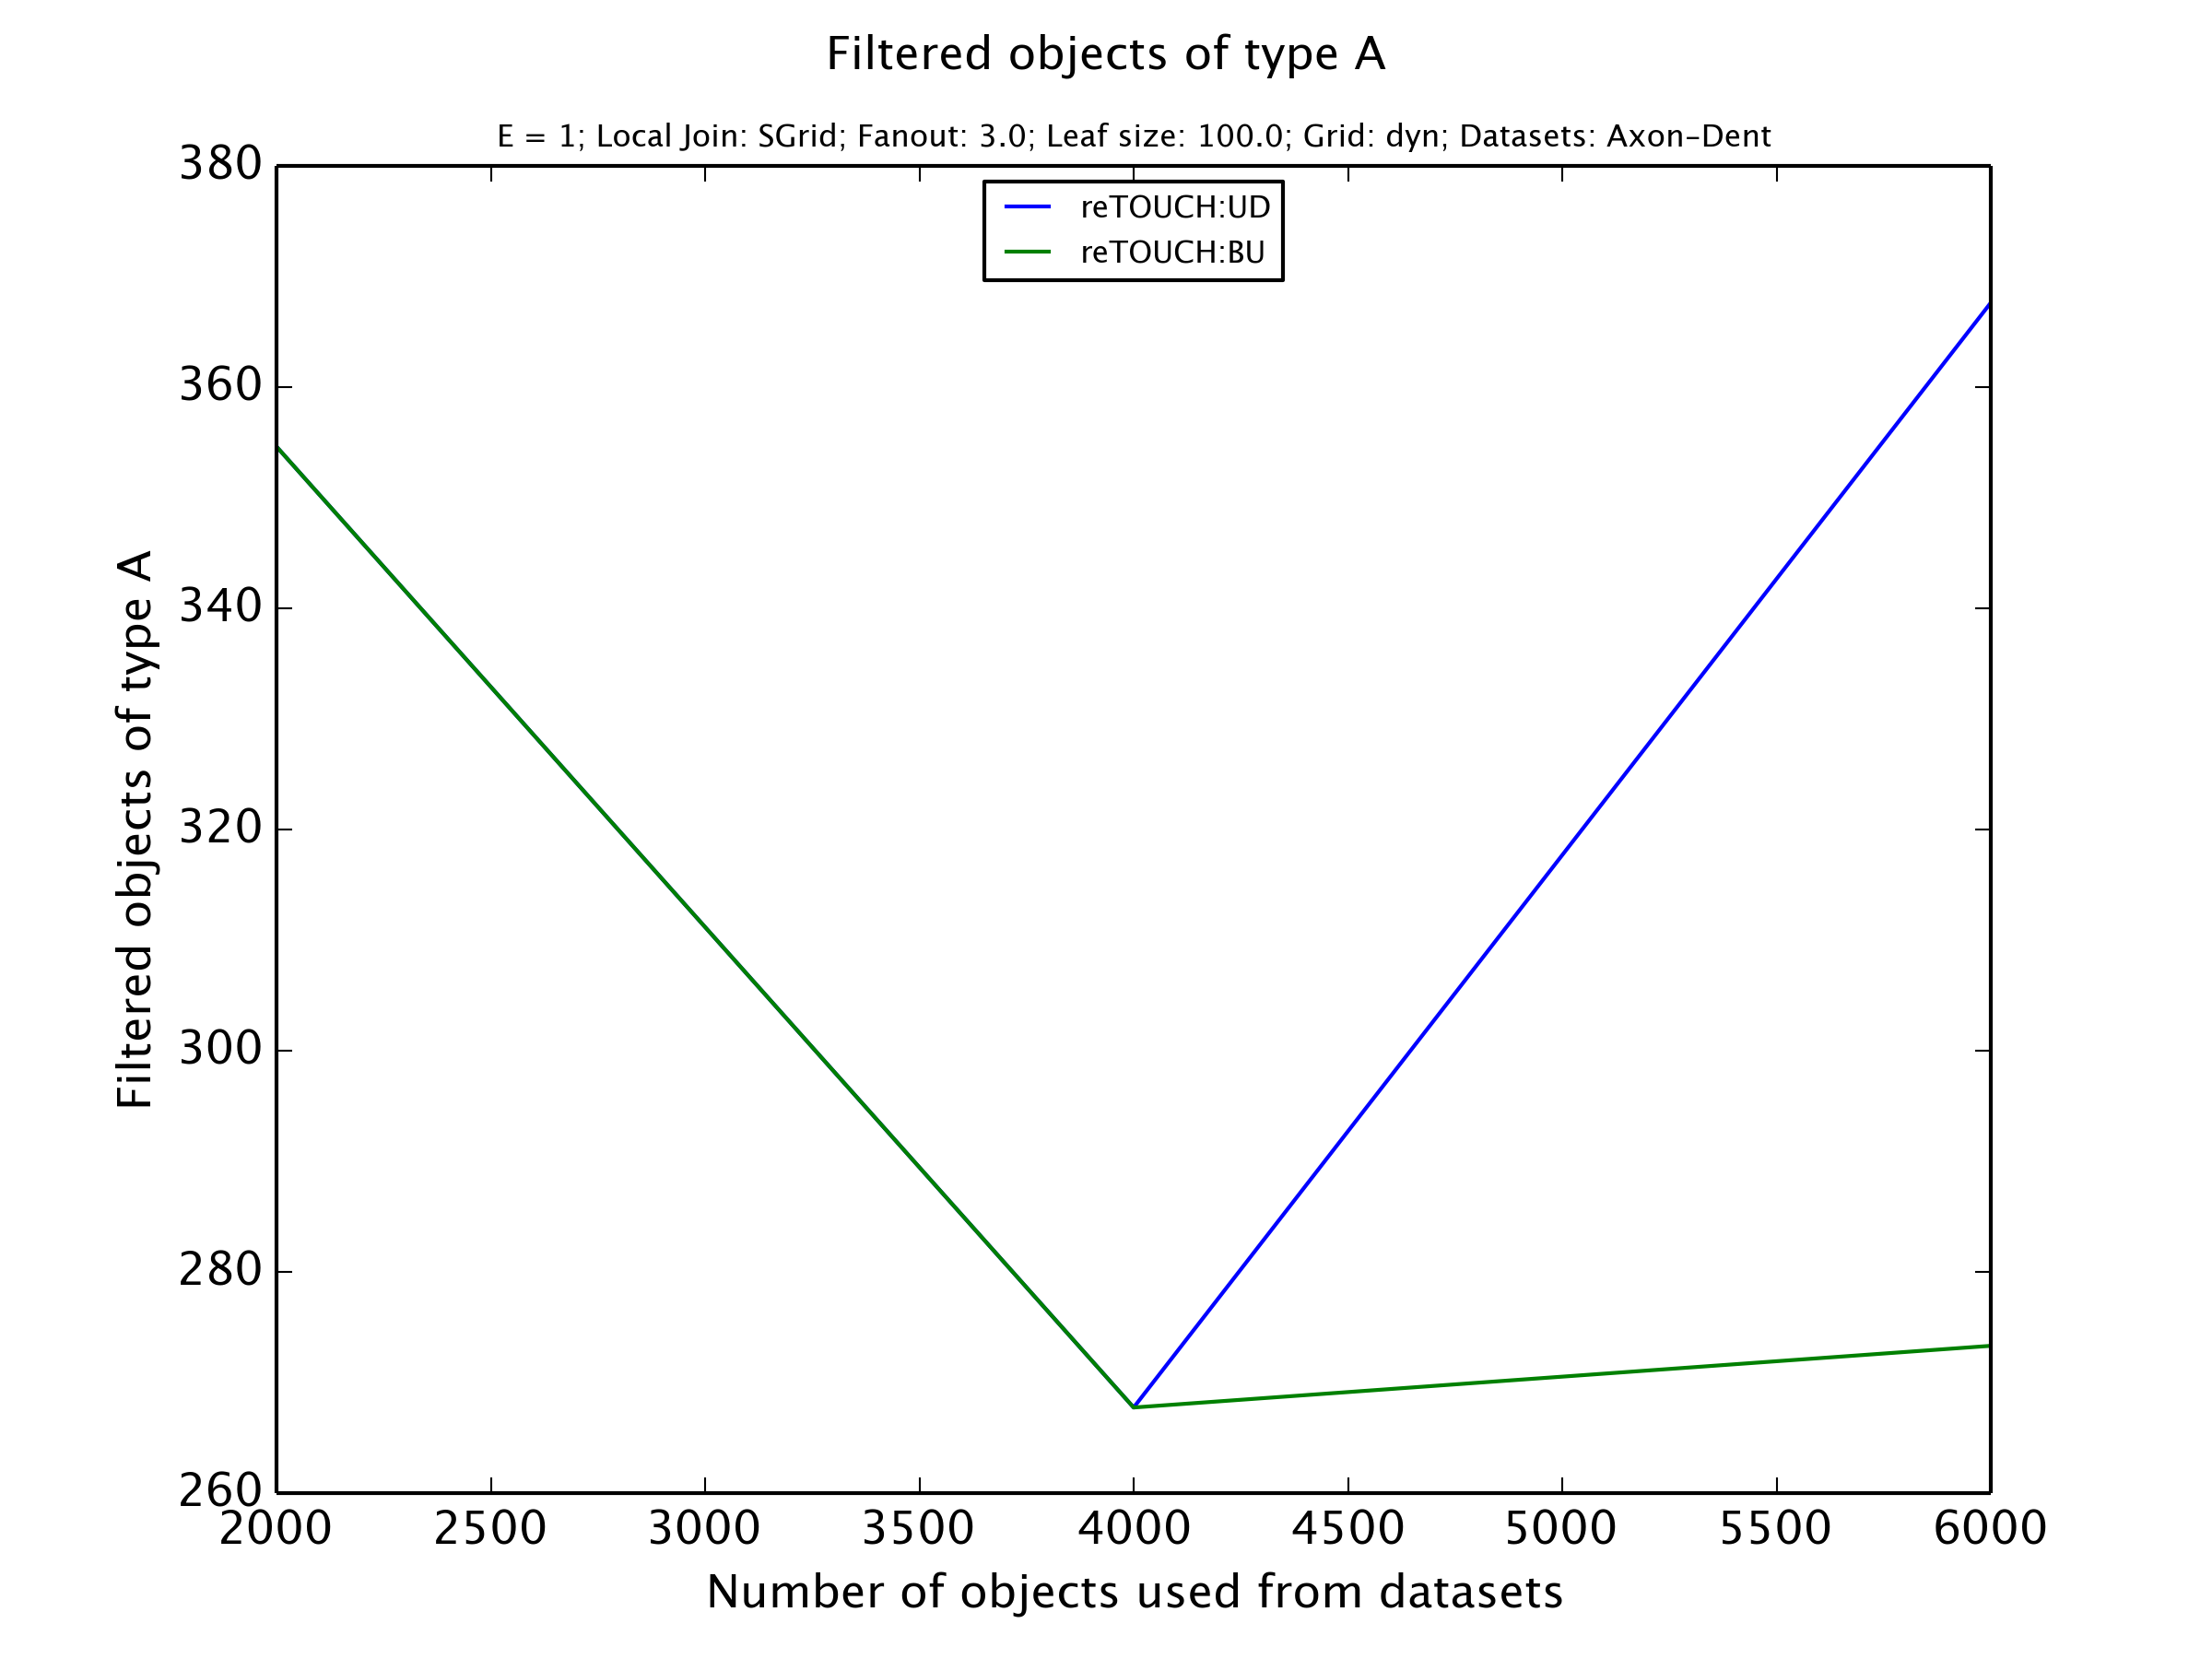 Filtered objects of type A
E = 1; Local Join: SGrid; Fanout: 3.0; Leaf size: 100.0; Grid: dyn; Datasets: Axon-Dent
reTOUCH:UD
reTOUCH:BU
380
360
340
320
300
280
260
Filtered objects of type A
2000 2500 3000 3500 4000 4500 5000 5500 6000
Number of objects used from datasets